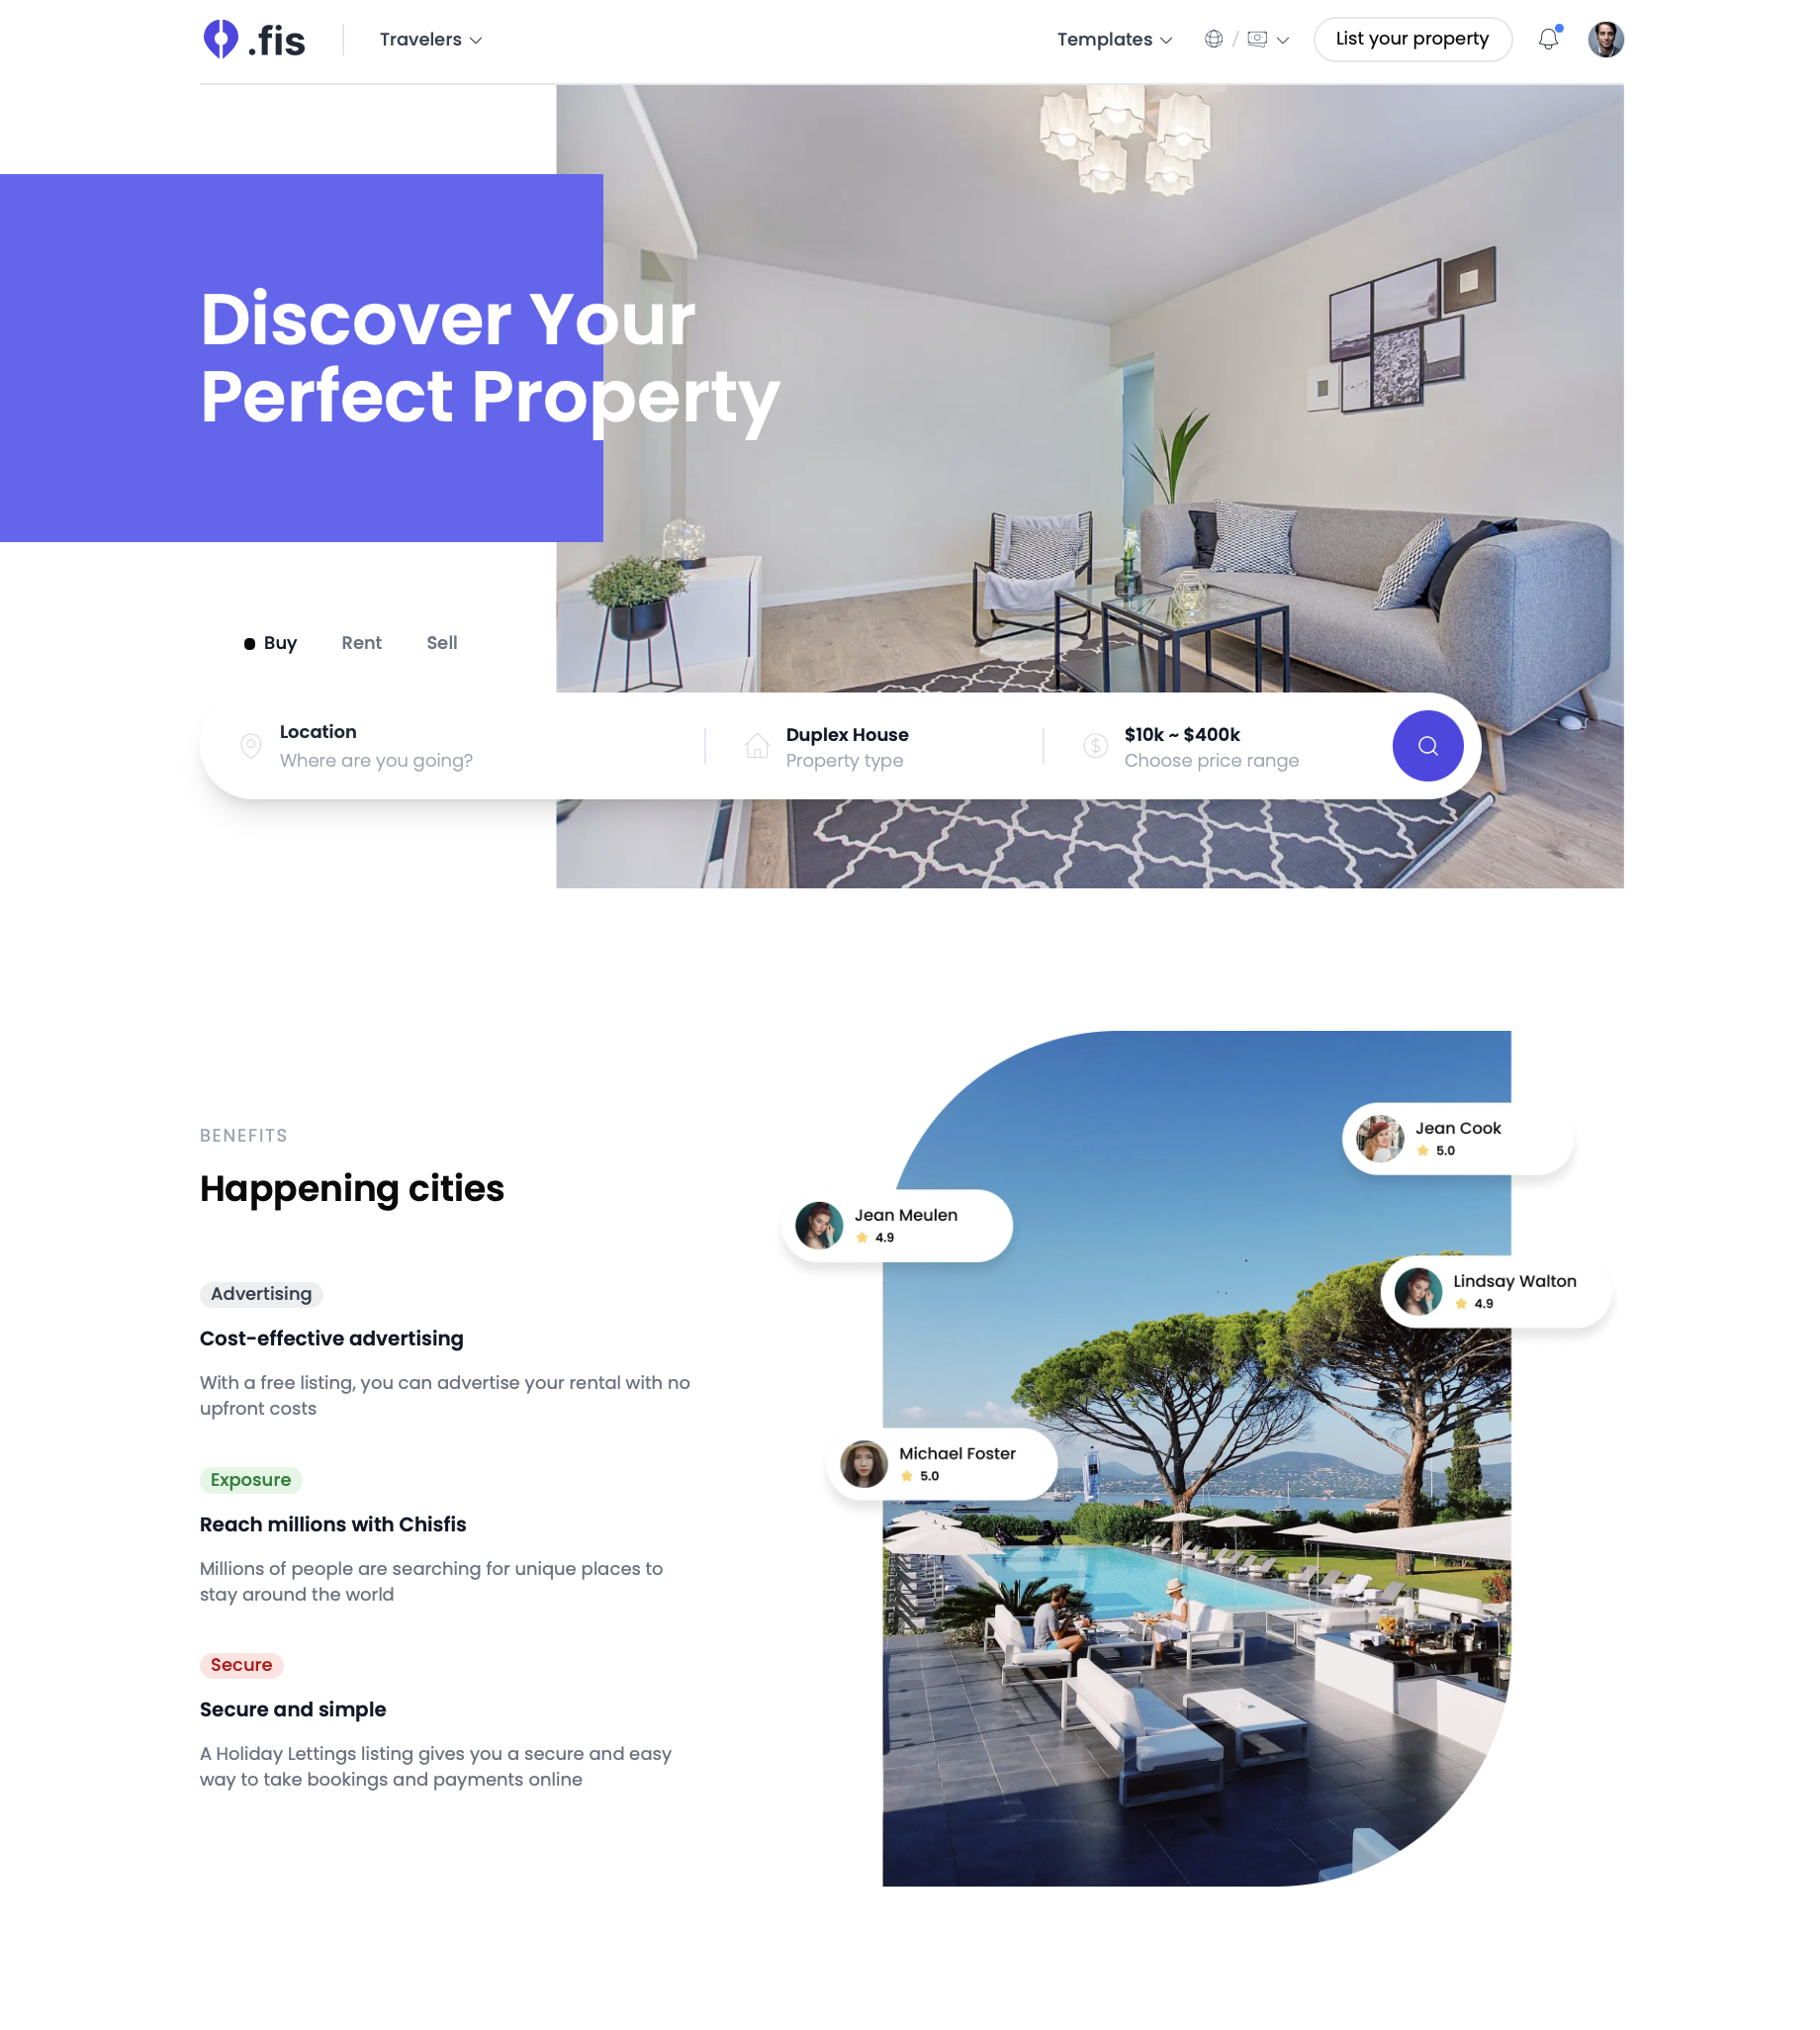 .fis
Travelers
Templates
/
List your property
Discover Your
Perfect Property
Buy
Rent
Sell
Location
Where are you going?
Duplex House
Property type
$10k ~ $400k
Choose price range
BENEFITS
Happening cities
Advertising
Cost-effective advertising
With a free listing, you can advertise your rental with no
upfront costs
Exposure
Reach millions with Chisfis
Millions of people are searching for unique places to
stay around the world
Secure
Secure and simple
A Holiday Lettings listing gives you a secure and easy
way to take bookings and payments online
Jean Cook
5.0
Jean Meulen
4.9
Lindsay Walton
4.9
Michael Foster
5.0